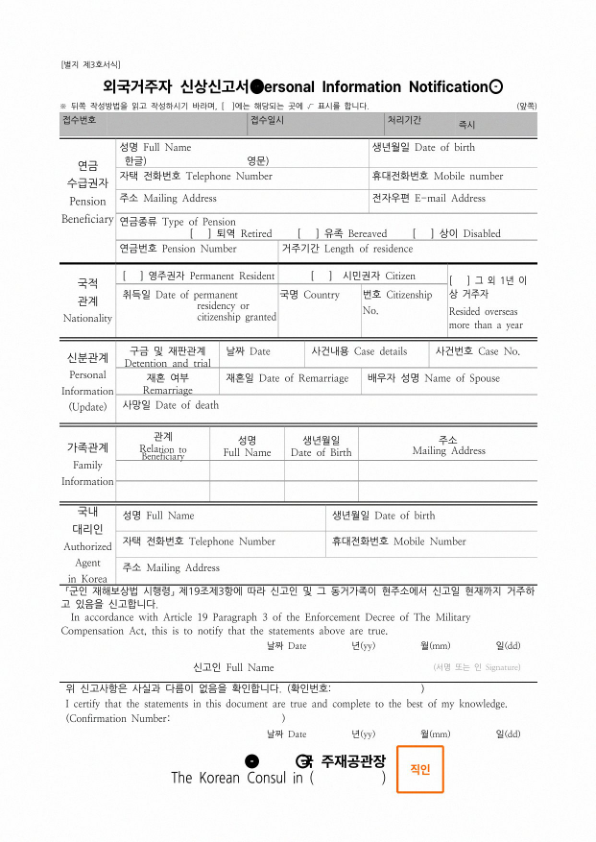 [별지 제3호서식]
외국거주자 신상신고서(Personal Information Notification)
※ 뒤쪽 작성방법을 읽고 작성하시기 바라며, [ ]에는 해당되는 곳에 √ 표시를 합니다. (앞쪽)
접수번호 접수일시 처리기간 즉시
연금 수급권자 Pension Beneficiary
성명 Full Name 생년월일 Date of birth
한글) 영문)
자택 전화번호 Telephone Number 휴대전화번호 Mobile number
주소 Mailing Address 전자우편 E-mail Address
연금종류 Type of Pension
[ ] 퇴역 Retired [ ] 유족 Bereaved [ ] 상이 Disabled
연금번호 Pension Number 거주기간 Length of residence
국적 관계 Nationality
[ ] 영주권자 Permanent Resident [ ] 시민권자 Citizen
[ ] 그 외 1년 이상 거주자 Resided overseas more than a year
취득일 Date of permanent residency or citizenship granted
국명 Country
번호 Citizenship No.
신분관계 Personal Information (Update)
구금 및 재판관계 Detention and trial 날짜 Date 사건내용 Case details 사건번호 Case No.
재혼 여부 Remarriage 재혼일 Date of Remarriage 배우자 성명 Name of Spouse
사망일 Date of death
가족관계 Family Information
관계 Relation to Beneficiary
성명 Full Name
생년월일 Date of Birth
주소 Mailing Address
국내 대리인 Authorized Agent in Korea
성명 Full Name 생년월일 Date of birth
자택 전화번호 Telephone Number 휴대전화번호 Mobile Number
주소 Mailing Address
「군인 재해보상법 시행령」 제19조제3항에 따라 신고인 및 그 동거가족이 현주소에서 신고일 현재까지 거주하
고 있음을 신고합니다.
In accordance with Article 19 Paragraph 3 of the Enforcement Decree of The Military
Compensation Act, this is to notify that the statements above are true.
날짜 Date 년(yy) 월(mm) 일(dd)
신고인 Full Name (서명 또는 인 Signature)
위 신고사항은 사실과 다름이 없음을 확인합니다. (확인번호: )
I certify that the statements in this document are true and complete to the best of my knowledge.
(Confirmation Number: )
날짜 Date 년(yy) 월(mm) 일(dd)
주재공관장
직인
The Korean Consul in ( )